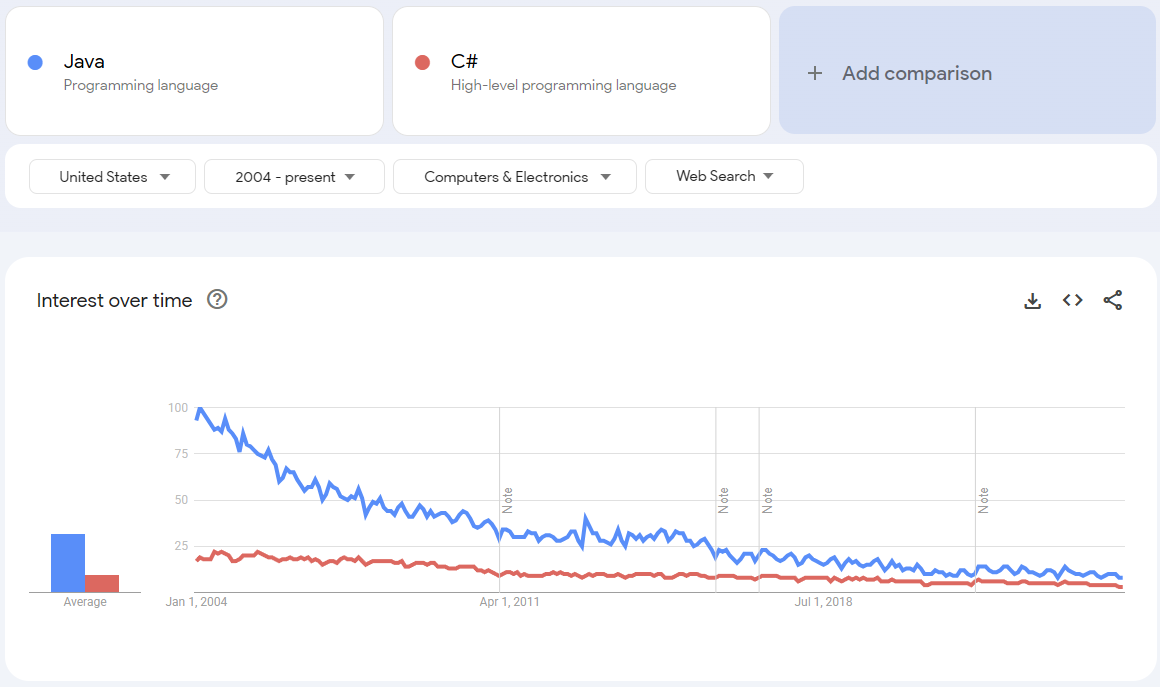 Java
Programming language
C#
High-level programming language
+ Add comparison
United States
2004 - present
Computers & Electronics
Web Search
Interest over time
?
100
75
50
25
Note
Note
Note
Note
Average
Jan 1, 2004
Apr 1, 2011
Jul 1, 2018